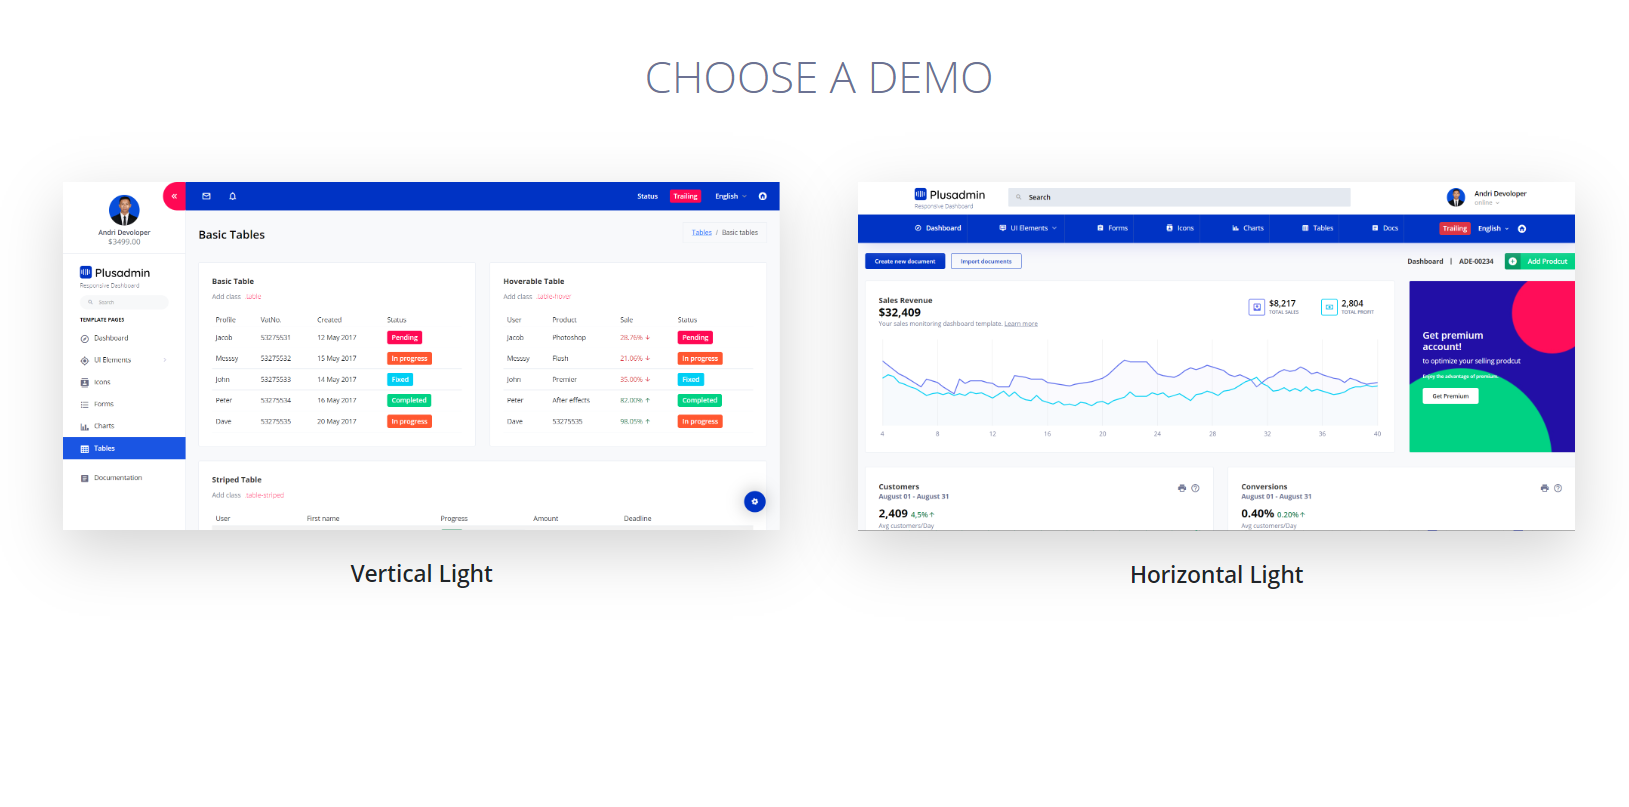 CHOOSE A DEMO
Andri Devoloper
$3499.00
Plusadmin
Responsive Dashboard
Search
TEMPLATE PAGES
Dashboard
UI Elements
Icons
Forms
Charts
Tables
Documentation
Status Trailing English
Basic Tables
Tables / Basic tables
Basic Table
Add class .table
Profile VatNo. Created Status
Jacob 53275531 12 May 2017 Pending
Messsy 53275532 15 May 2017 In progress
John 53275533 14 May 2017 Fixed
Peter 53275534 16 May 2017 Completed
Dave 53275535 20 May 2017 In progress
Hoverable Table
Add class .table-hover
User Product Sale Status
Jacob Photoshop 28.76% ↓ Pending
Messsy Flash 21.06% ↓ In progress
John Premier 35.00% ↓ Fixed
Peter After effects 82.00% ↑ Completed
Dave 53275535 98.05% ↑ In progress
Striped Table
Add class .table-striped
User First name Progress Amount Deadline
Vertical Light
Plusadmin
Responsive Dashboard
Search
Andri Devoloper
online
Dashboard UI Elements Forms Icons Charts Tables Docs Trailing English
Create new document Import documents
Dashboard | ADE-00234 Add Prodcut
Sales Revenue
$32,409
Your sales monitoring dashboard template. Learn more
$8,217
TOTAL SALES
2,804
TOTAL PROFIT
4 8 12 16 20 24 28 32 36 40
Get premium
account!
to optimize your selling prodcut
Enjoy the advantage of premium.
Get Premium
Customers
August 01 - August 31
2,409 4,5% ↑
Avg customers/Day
Conversions
August 01 - August 31
0.40% 0.20% ↑
Avg customers/Day
Horizontal Light